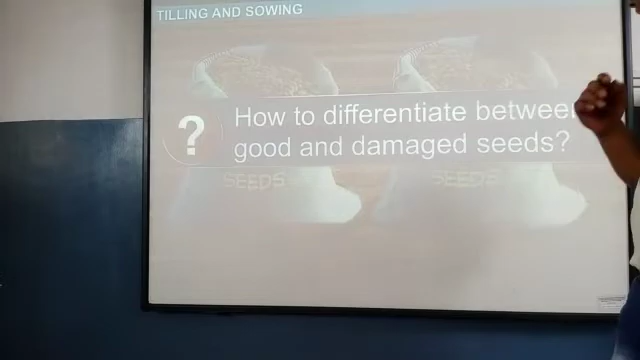 TILLING AND SOWING
How to differentiate betwee
? good and damaged seeds?
SEEDS SEEDS